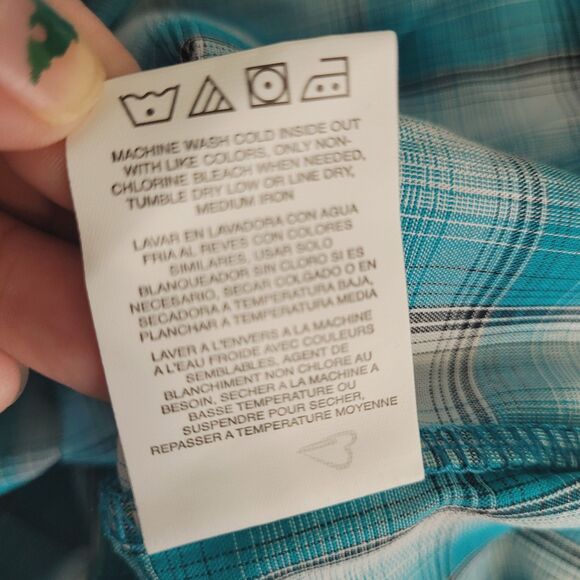 MACHINE WASH COLD INSIDE OUT
WITH LIKE COLORS, ONLY NON-
CHLORINE BLEACH WHEN NEEDED,
TUMBLE DRY LOW OR LINE DRY,
MEDIUM IRON
LAVAR EN LAVADORA CON AGUA
FRIA AL REVES CON COLORES
SIMILARES, USAR SOLO
BLANQUEADOR SIN CLORO SI ES
NECESARIO, SECAR COLGADO O EN
SECADORA A TEMPERATURA BAJA,
PLANCHAR A TEMPERATURA MEDIA
LAVER A L'ENVERS A LA MACHINE
A L'EAU FROIDE AVEC COULEURS
SEMBLABLES, AGENT DE
BLANCHIMENT NON CHLORE AU
BESOIN, SECHER A LA MACHINE A
BASSE TEMPERATURE OU
SUSPENDRE POUR SECHER,
REPASSER A TEMPERATURE MOYENNE